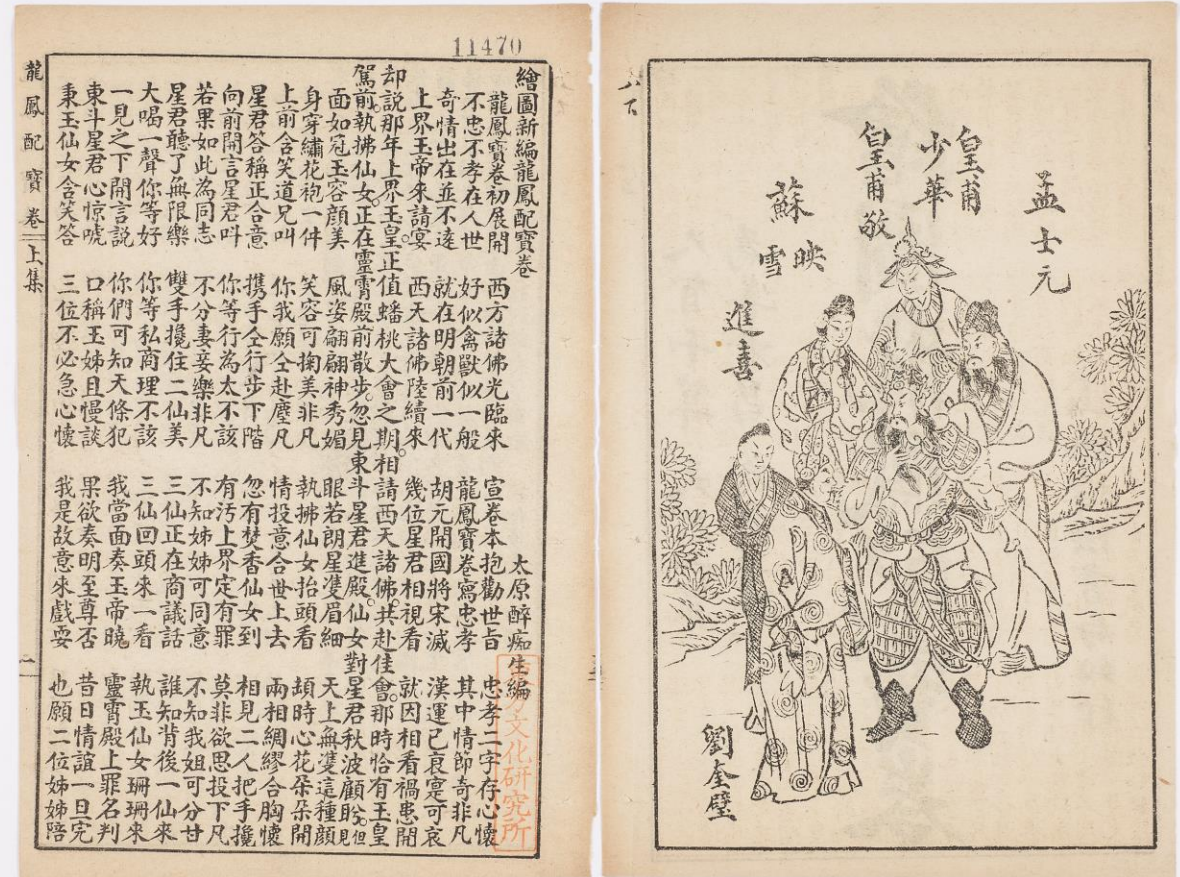 11470
孟士元
皇甫
少華
皇甫敬
蘇映
雪
進喜
劉奎璧
繪圖新編龍鳳配寶卷 太原醉痴生編
龍鳳寶卷初展開 西方諸佛光臨來 宣卷本抱勸世旨 忠孝二字存心懷
不忠不孝在人世 好似禽獸似一般 龍鳳寶卷寫忠孝 其中情節奇非凡
奇情出在並不遠 就在明朝前一代 胡元開國將宋滅 漢運已衰寔可哀
上界玉帝來請宴 西天諸佛陸續來 幾位星君相視看 就因相看禍患開
却說那年上界玉皇。正值蟠桃大會之期。相請西天諸佛。共赴佳會。那時恰有玉皇
駕前。執拂仙女。正在靈霄殿前散步。忽見東斗星君進殿。仙女對星君秋波顧盼。但見
面如冠玉容顏美 風姿翩翩神秀媚 眼若朗星雙眉細 天上無雙這種顏
身穿繡花袍一件 笑容可掬美非凡 執拂仙女抬頭看 頃時心花朵朵開
上前含笑道兄叫 你我願仝赴塵凡 情投意合世上去 兩相綢繆合胸懷
星君答稱正合意 攜手仝行步下階 忽有焚香仙女到 相見二人把手攙
向前開言星君叫 你等行為太不該 有污上界定有罪 莫非欲思投下凡
若果如此為同志 不分妻妾樂非凡 不知姊姊可同意 不知我姐可分甘
星君聽了無限樂 雙手攙住二仙美 三仙正在商議話 誰知背後一仙來
大喝一聲你等好 你等私商理不該 三仙回頭來一看 執玉仙女珊珊來
一見之下開言說 你們可知天條犯 我當面奏玉帝曉 靈霄殿上罪名判
東斗星君心惊唬 口稱玉姊且慢談 果欲奏明至尊否 昔日情誼一旦完
秉玉仙女含笑答 三位不必急心懷 我是故意來戲耍 也願二位姊姊陪
龍鳳配寶卷 上集 一
方文化研究所